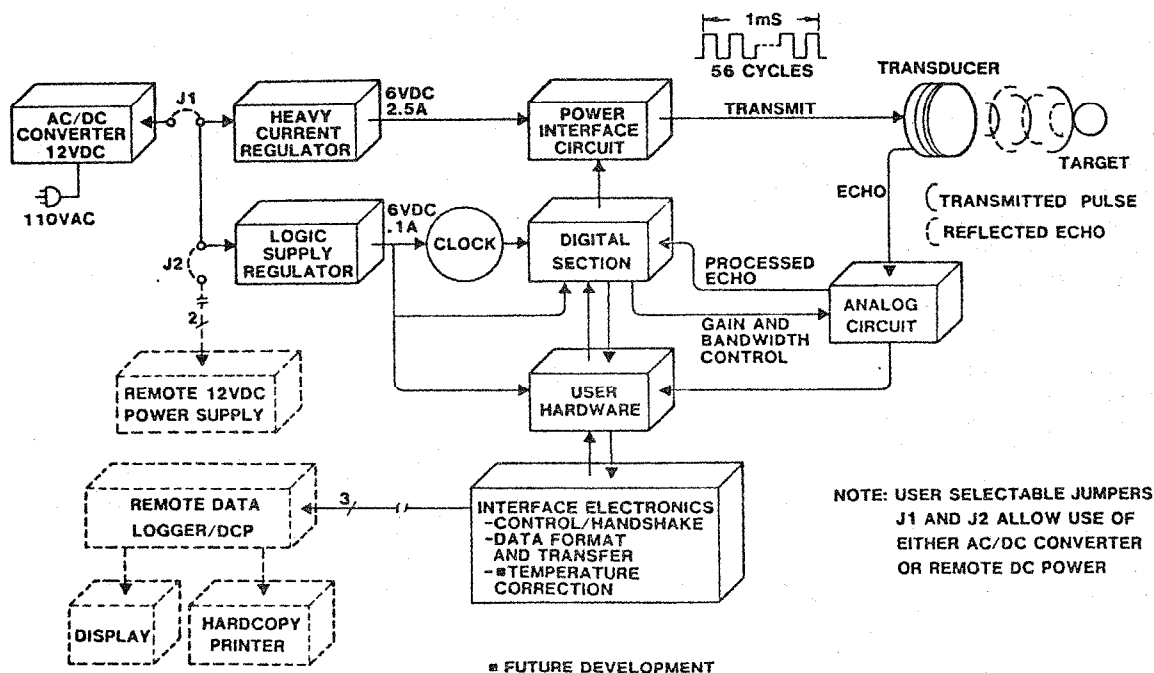 1mS
56 CYCLES
TRANSDUCER
J1
AC/DC
CONVERTER
12VDC
HEAVY
CURRENT
REGULATOR
6VDC
2.5A
POWER
INTERFACE
CIRCUIT
TRANSMIT
TARGET
110VAC
ECHO
TRANSMITTED PULSE
REFLECTED ECHO
J2
LOGIC
SUPPLY
REGULATOR
6VDC
.1A
CLOCK
DIGITAL
SECTION
PROCESSED
ECHO
ANALOG
CIRCUIT
GAIN AND
BANDWIDTH
CONTROL
2
REMOTE 12VDC
POWER SUPPLY
USER
HARDWARE
REMOTE DATA
LOGGER/DCP
3
INTERFACE ELECTRONICS
-CONTROL/HANDSHAKE
-DATA FORMAT
AND TRANSFER
-■TEMPERATURE
CORRECTION
NOTE: USER SELECTABLE JUMPERS
J1 AND J2 ALLOW USE OF
EITHER AC/DC CONVERTER
OR REMOTE DC POWER
DISPLAY
HARDCOPY
PRINTER
■ FUTURE DEVELOPMENT